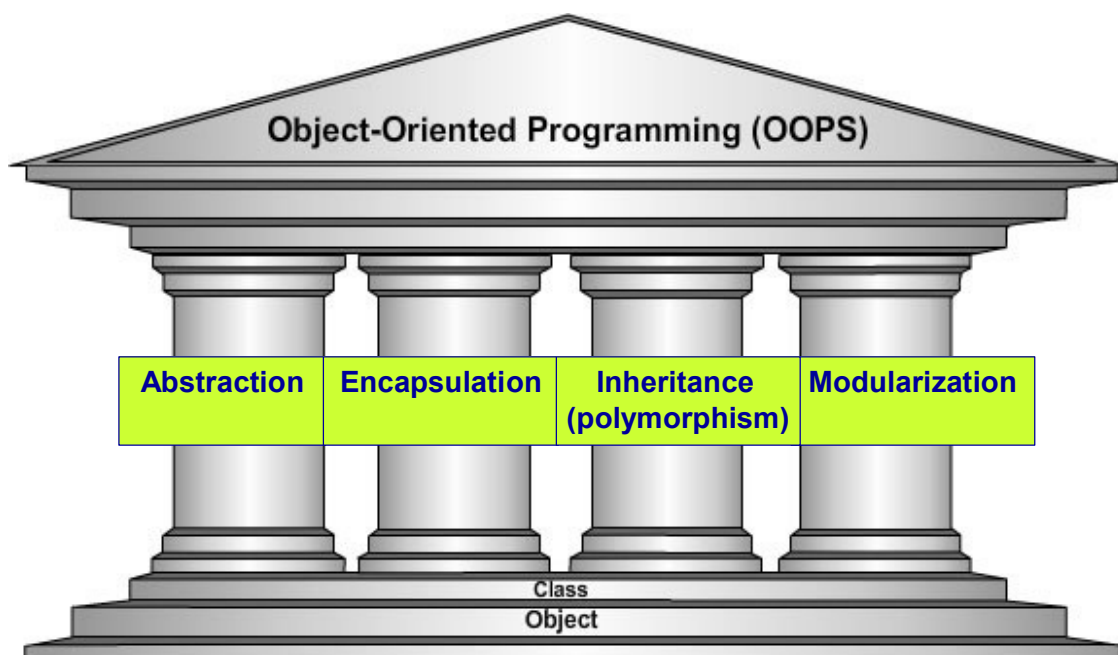 Object-Oriented Programming (OOPS)
Abstraction
Encapsulation
Inheritance
(polymorphism)
Modularization
Class
Object